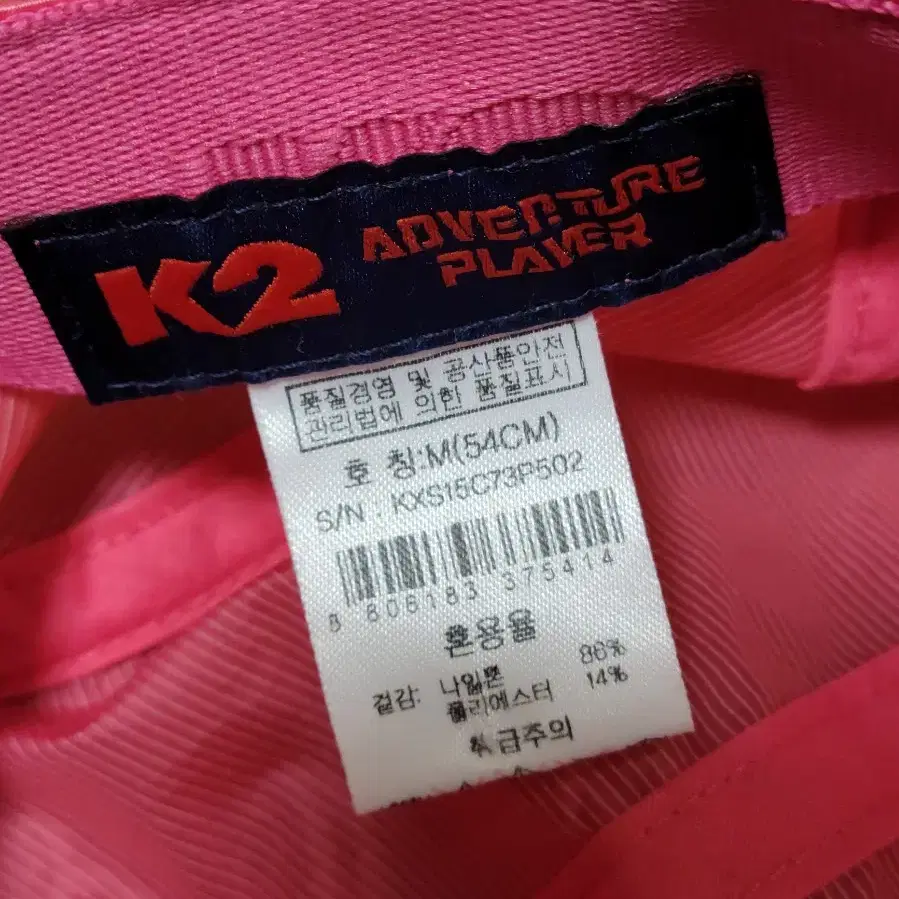 K2 ADVENTURE
PLAYER
품질경영 및 공산품안전
관리법에 의한 품질표시
호 칭:M(54CM)
S/N : KXS15C73P502
8 806183 375414
혼용율
겉감: 나일론 86%
폴리에스터 14%
취급주의